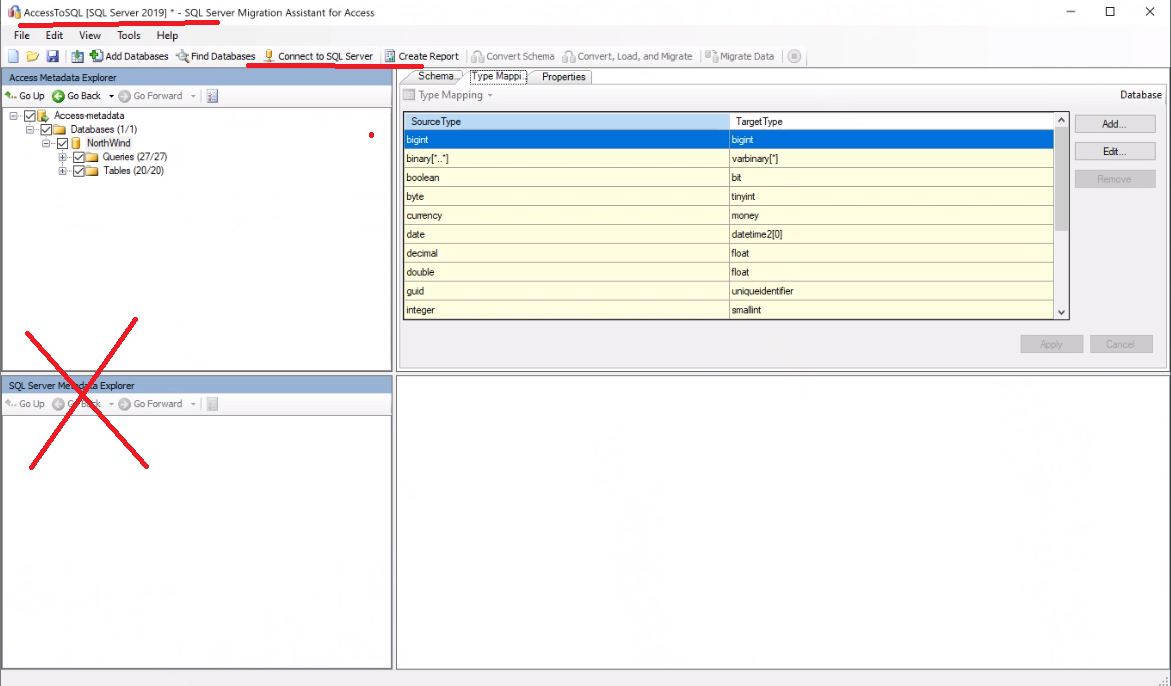 AccessToSQL [SQL Server 2019] * - SQL Server Migration Assistant for Access
File Edit View Tools Help
Add Databases Find Databases Connect to SQL Server Create Report Convert Schema Convert, Load, and Migrate Migrate Data
Access Metadata Explorer
Go Up Go Back Go Forward
Access-metadata
Databases (1/1)
NorthWind
Queries (27/27)
Tables (20/20)
Schema... Type Mappi... Properties
Type Mapping Database
SourceType TargetType
bigint bigint
binary[*..*] varbinary[*]
boolean bit
byte tinyint
currency money
date datetime2[0]
decimal float
double float
guid uniqueidentifier
integer smallint
Add...
Edit...
Remove
Apply Cancel
SQL Server Metadata Explorer
Go Up Go Back Go Forward